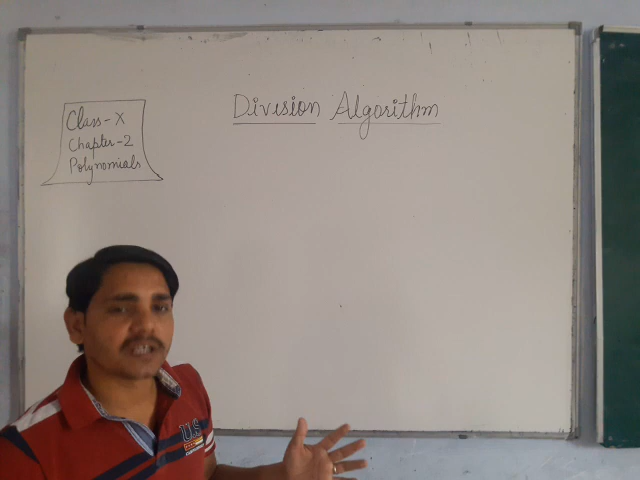 Division Algorithm
Class-X
Chapter-2
Polynomials
U.S